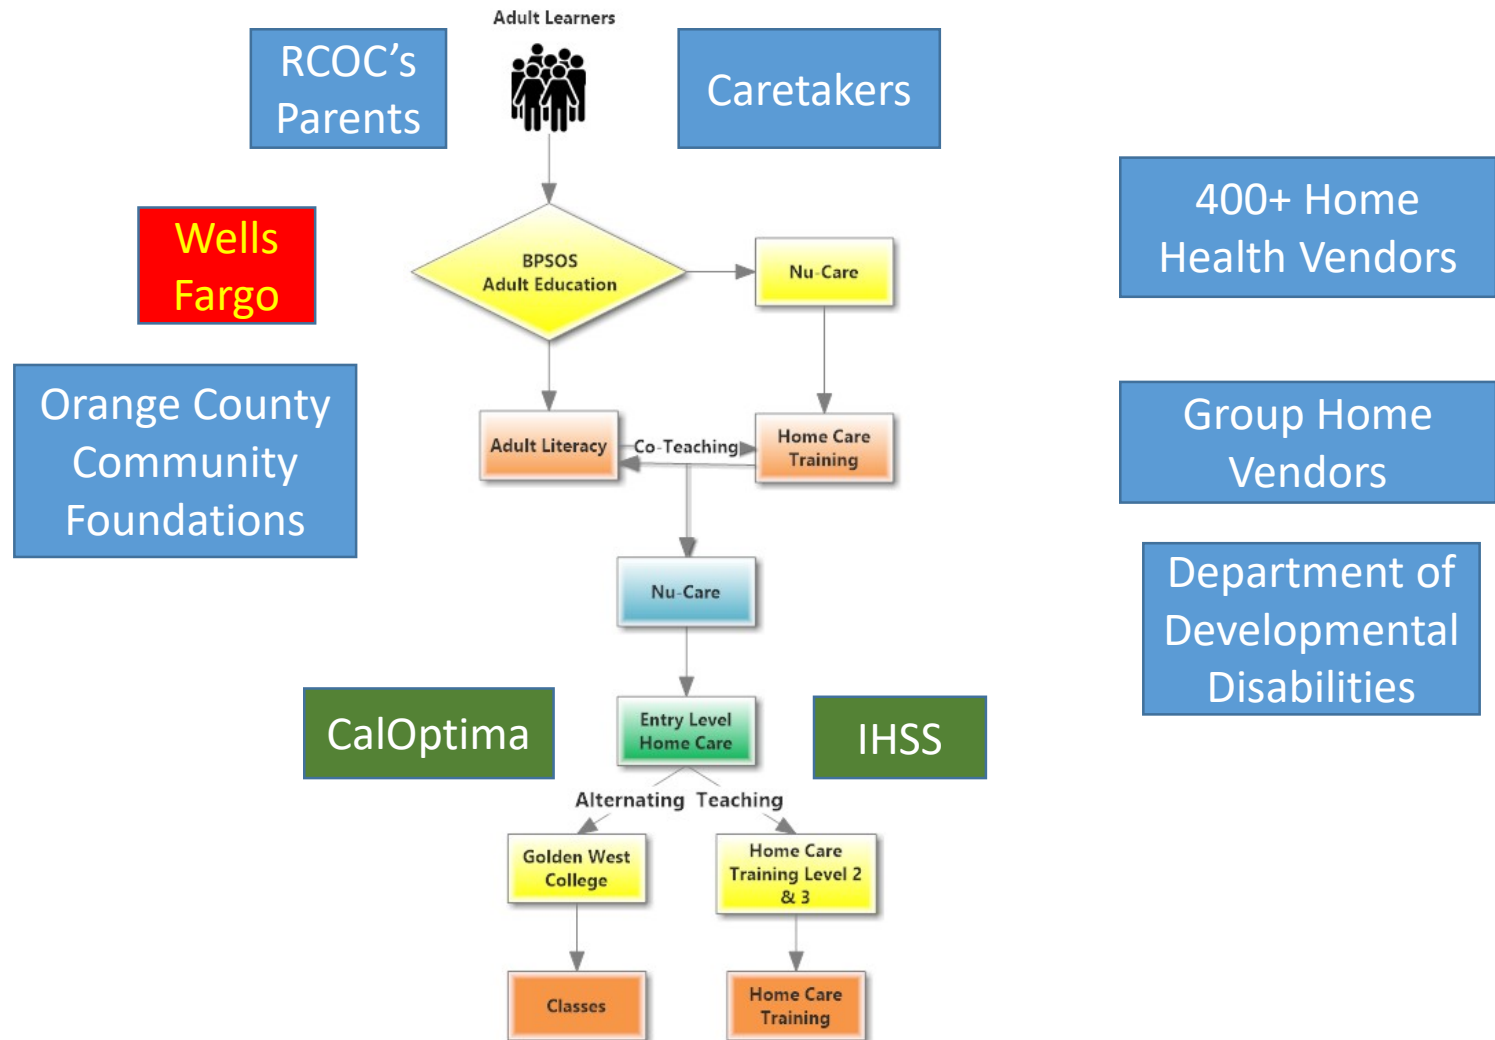 Adult Learners
RCOC’s
Parents
Caretakers
400+ Home
Health Vendors
Wells
Fargo
BPSOS
Adult Education
Nu-Care
Orange County
Community
Foundations
Group Home
Vendors
Adult Literacy
Co-Teaching
Home Care
Training
Nu-Care
Department of
Developmental
Disabilities
CalOptima
Entry Level
Home Care
IHSS
Alternating Teaching
Golden West
College
Home Care
Training Level 2
& 3
Classes
Home Care
Training